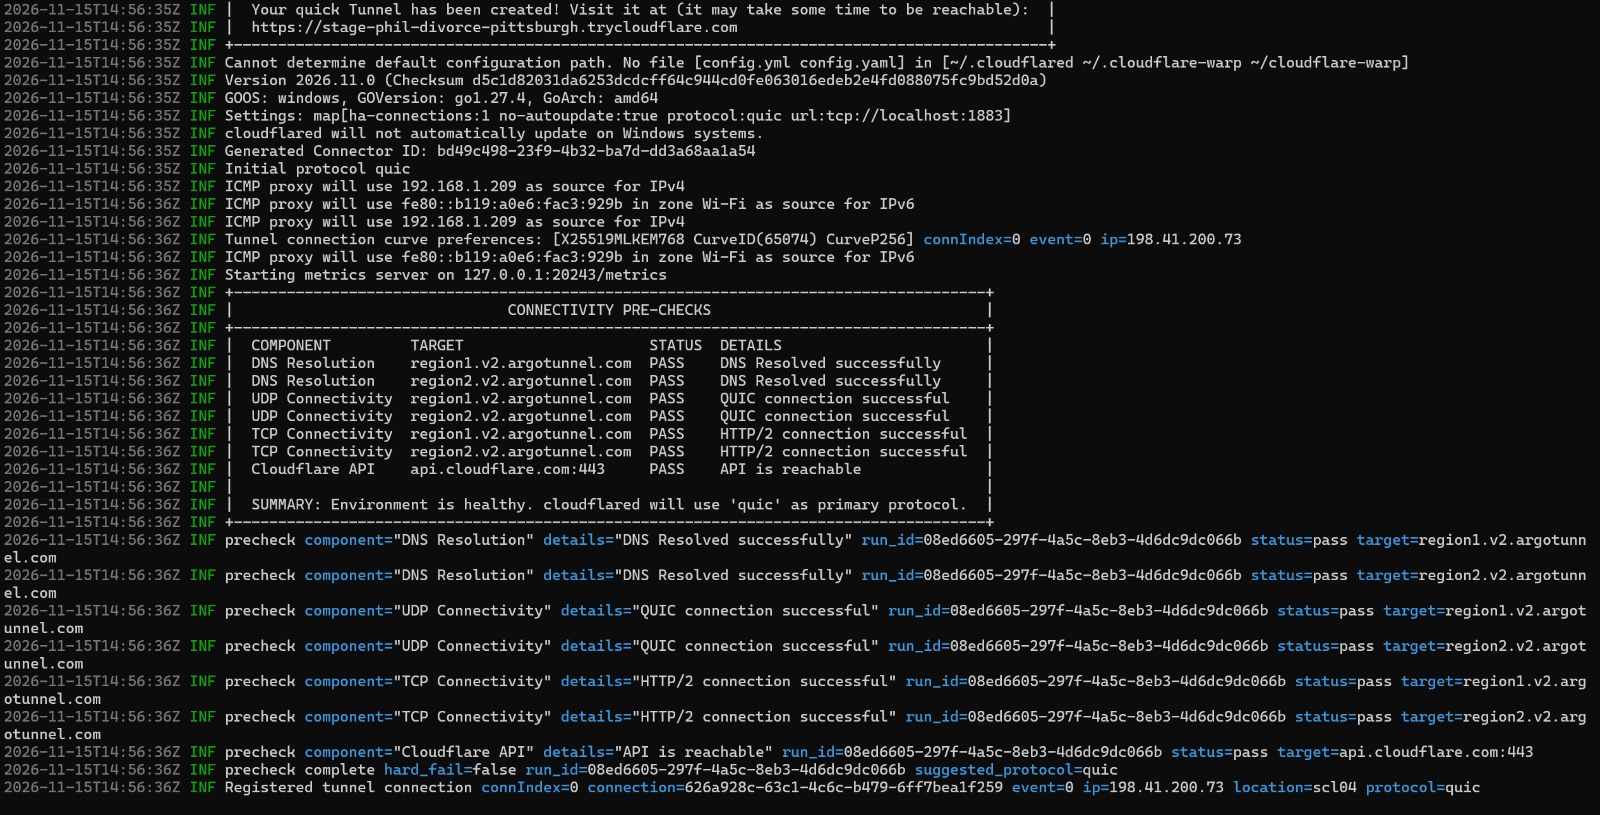 2026-11-15T14:56:35Z INF |  Your quick Tunnel has been created! Visit it at (it may take some time to be reachable):  |
2026-11-15T14:56:35Z INF |  https://stage-phil-divorce-pittsburgh.trycloudflare.com                                   |
2026-11-15T14:56:35Z INF +--------------------------------------------------------------------------------------------+
2026-11-15T14:56:35Z INF Cannot determine default configuration path. No file [config.yml config.yaml] in [~/.cloudflared ~/.cloudflare-warp ~/cloudflare-warp]
2026-11-15T14:56:35Z INF Version 2026.11.0 (Checksum d5c1d82031da6253dcdcff64c944cd0fe063016edeb2e4fd088075fc9bd52d0a)
2026-11-15T14:56:35Z INF GOOS: windows, GOVersion: go1.27.4, GoArch: amd64
2026-11-15T14:56:35Z INF Settings: map[ha-connections:1 no-autoupdate:true protocol:quic url:tcp://localhost:1883]
2026-11-15T14:56:35Z INF cloudflared will not automatically update on Windows systems.
2026-11-15T14:56:35Z INF Generated Connector ID: bd49c498-23f9-4b32-ba7d-dd3a68aa1a54
2026-11-15T14:56:35Z INF Initial protocol quic
2026-11-15T14:56:35Z INF ICMP proxy will use 192.168.1.209 as source for IPv4
2026-11-15T14:56:35Z INF ICMP proxy will use fe80::b119:a0e6:fac3:929b in zone Wi-Fi as source for IPv6
2026-11-15T14:56:35Z INF ICMP proxy will use 192.168.1.209 as source for IPv4
2026-11-15T14:56:36Z INF Tunnel connection curve preferences: [X25519MLKEM768 CurveID(65074) CurveP256] connIndex=0 event=0 ip=198.41.200.73
2026-11-15T14:56:36Z INF ICMP proxy will use fe80::b119:a0e6:fac3:929b in zone Wi-Fi as source for IPv6
2026-11-15T14:56:36Z INF Starting metrics server on 127.0.0.1:20243/metrics
2026-11-15T14:56:36Z INF +-------------------------------------------------------------------------------------+
2026-11-15T14:56:36Z INF |                               CONNECTIVITY PRE-CHECKS                               |
2026-11-15T14:56:36Z INF +-------------------------------------------------------------------------------------+
2026-11-15T14:56:36Z INF |  COMPONENT         TARGET                     STATUS  DETAILS                       |
2026-11-15T14:56:36Z INF |  DNS Resolution    region1.v2.argotunnel.com  PASS    DNS Resolved successfully     |
2026-11-15T14:56:36Z INF |  DNS Resolution    region2.v2.argotunnel.com  PASS    DNS Resolved successfully     |
2026-11-15T14:56:36Z INF |  UDP Connectivity  region1.v2.argotunnel.com  PASS    QUIC connection successful    |
2026-11-15T14:56:36Z INF |  UDP Connectivity  region2.v2.argotunnel.com  PASS    QUIC connection successful    |
2026-11-15T14:56:36Z INF |  TCP Connectivity  region1.v2.argotunnel.com  PASS    HTTP/2 connection successful  |
2026-11-15T14:56:36Z INF |  TCP Connectivity  region2.v2.argotunnel.com  PASS    HTTP/2 connection successful  |
2026-11-15T14:56:36Z INF |  Cloudflare API    api.cloudflare.com:443     PASS    API is reachable              |
2026-11-15T14:56:36Z INF |                                                                                     |
2026-11-15T14:56:36Z INF |  SUMMARY: Environment is healthy. cloudflared will use 'quic' as primary protocol.  |
2026-11-15T14:56:36Z INF +-------------------------------------------------------------------------------------+
2026-11-15T14:56:36Z INF precheck component="DNS Resolution" details="DNS Resolved successfully" run_id=08ed6605-297f-4a5c-8eb3-4d6dc9dc066b status=pass target=region1.v2.argotunn
el.com
2026-11-15T14:56:36Z INF precheck component="DNS Resolution" details="DNS Resolved successfully" run_id=08ed6605-297f-4a5c-8eb3-4d6dc9dc066b status=pass target=region2.v2.argotunn
el.com
2026-11-15T14:56:36Z INF precheck component="UDP Connectivity" details="QUIC connection successful" run_id=08ed6605-297f-4a5c-8eb3-4d6dc9dc066b status=pass target=region1.v2.argot
unnel.com
2026-11-15T14:56:36Z INF precheck component="UDP Connectivity" details="QUIC connection successful" run_id=08ed6605-297f-4a5c-8eb3-4d6dc9dc066b status=pass target=region2.v2.argot
unnel.com
2026-11-15T14:56:36Z INF precheck component="TCP Connectivity" details="HTTP/2 connection successful" run_id=08ed6605-297f-4a5c-8eb3-4d6dc9dc066b status=pass target=region1.v2.arg
otunnel.com
2026-11-15T14:56:36Z INF precheck component="TCP Connectivity" details="HTTP/2 connection successful" run_id=08ed6605-297f-4a5c-8eb3-4d6dc9dc066b status=pass target=region2.v2.arg
otunnel.com
2026-11-15T14:56:36Z INF precheck component="Cloudflare API" details="API is reachable" run_id=08ed6605-297f-4a5c-8eb3-4d6dc9dc066b status=pass target=api.cloudflare.com:443
2026-11-15T14:56:36Z INF precheck complete hard_fail=false run_id=08ed6605-297f-4a5c-8eb3-4d6dc9dc066b suggested_protocol=quic
2026-11-15T14:56:36Z INF Registered tunnel connection connIndex=0 connection=626a928c-63c1-4c6c-b479-6ff7bea1f259 event=0 ip=198.41.200.73 location=scl04 protocol=quic